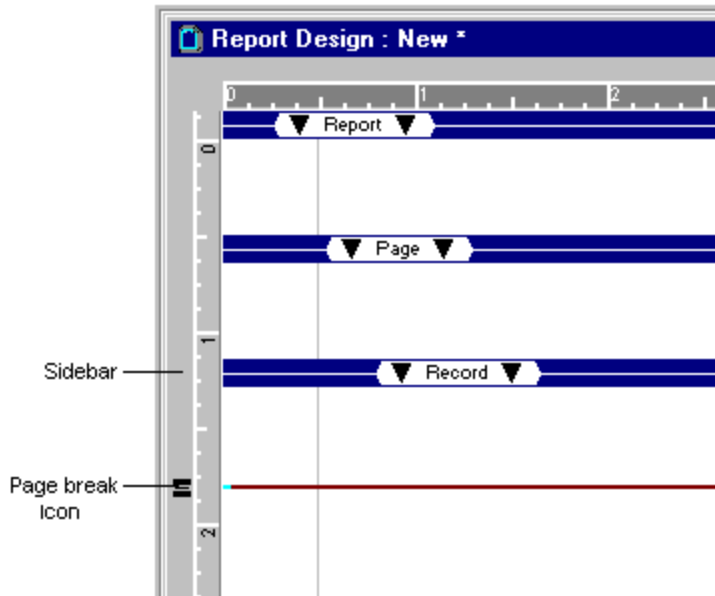 Report Design : New *
0 1 2
Report
0
Page
1
Sidebar
Record
Page break
Icon
2